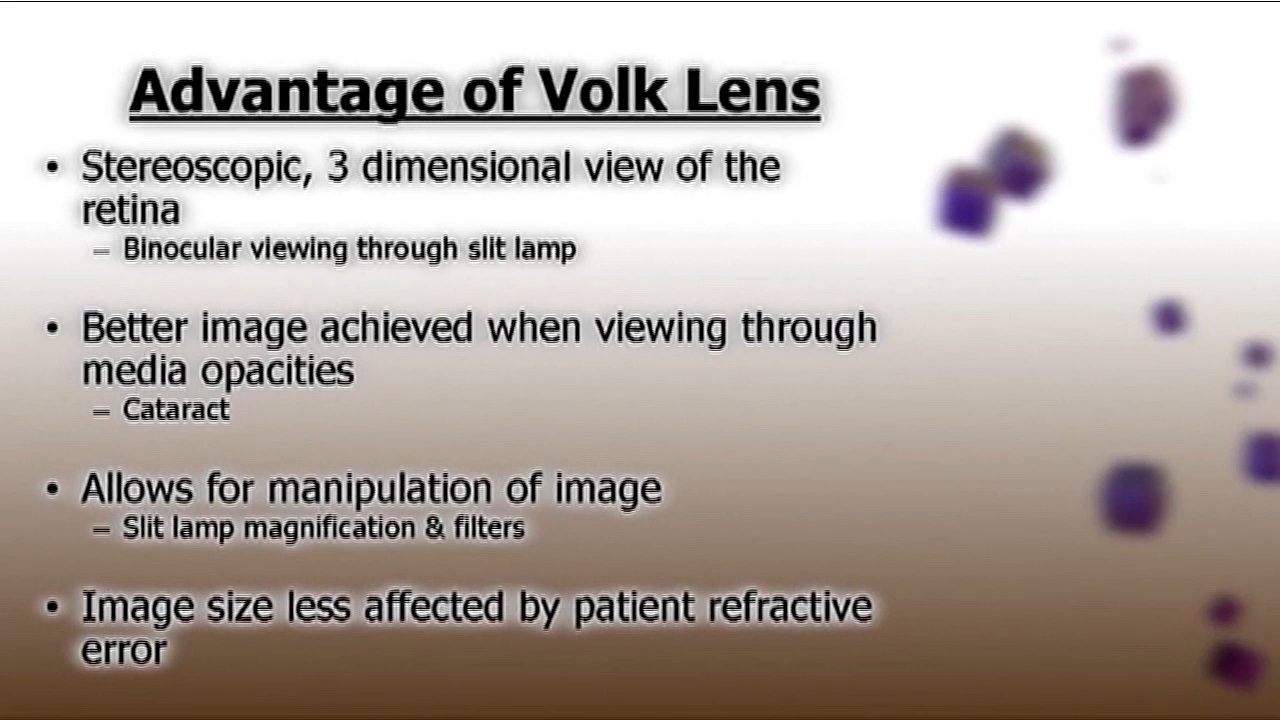 Advantage of Volk Lens
• Stereoscopic, 3 dimensional view of the
retina
– Binocular viewing through slit lamp
• Better image achieved when viewing through
media opacities
– Cataract
• Allows for manipulation of image
– Slit lamp magnification & filters
• Image size less affected by patient refractive
error